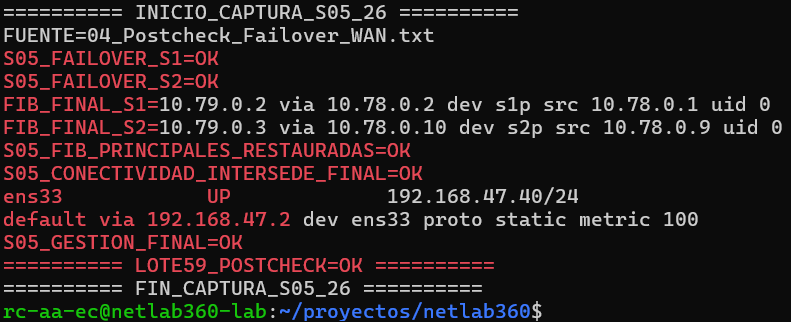 ========== INICIO_CAPTURA_S05_26 ==========
FUENTE=04_Postcheck_Failover_WAN.txt
S05_FAILOVER_S1=OK
S05_FAILOVER_S2=OK
FIB_FINAL_S1=10.79.0.2 via 10.78.0.2 dev s1p src 10.78.0.1 uid 0
FIB_FINAL_S2=10.79.0.3 via 10.78.0.10 dev s2p src 10.78.0.9 uid 0
S05_FIB_PRINCIPALES_RESTAURADAS=OK
S05_CONECTIVIDAD_INTERSEDE_FINAL=OK
ens33            UP             192.168.47.40/24
default via 192.168.47.2 dev ens33 proto static metric 100
S05_GESTION_FINAL=OK
========== LOTE59_POSTCHECK=OK ==========
========== FIN_CAPTURA_S05_26 ==========
rc-aa-ec@netlab360-lab:~/proyectos/netlab360$